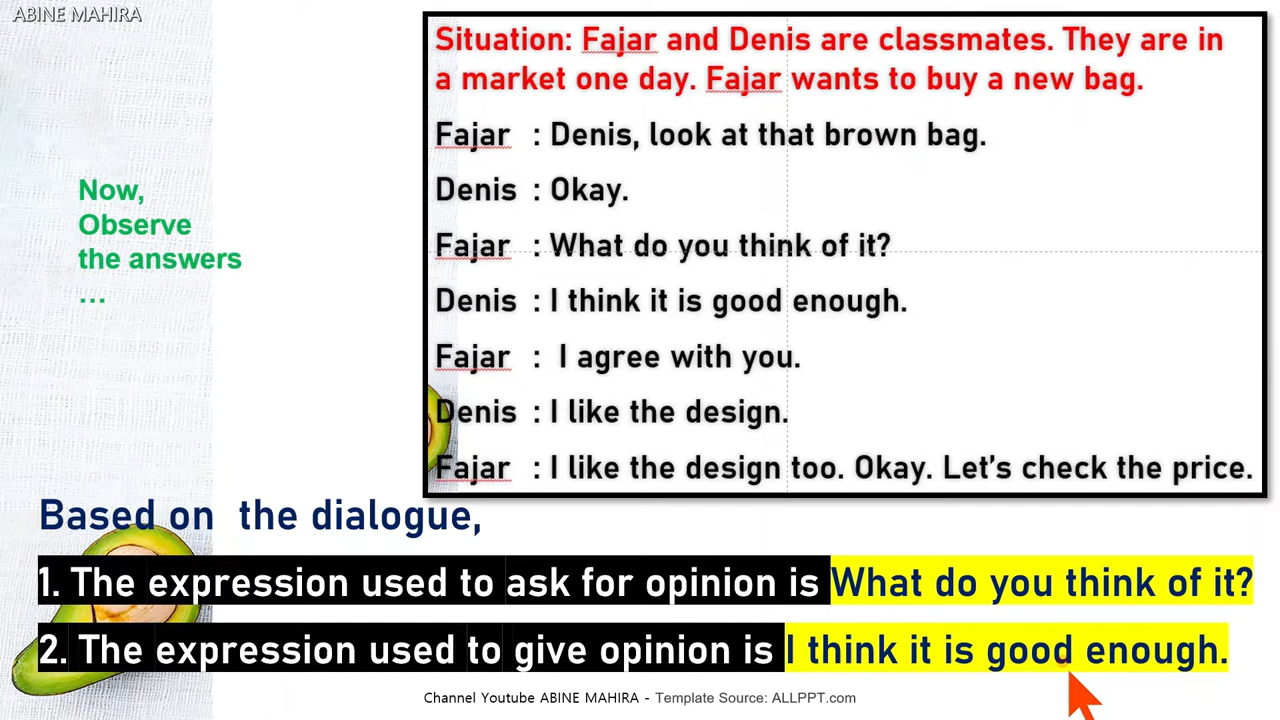 ABINE MAHIRA
Situation: Fajar and Denis are classmates. They are in
a market one day. Fajar wants to buy a new bag.
Fajar : Denis, look at that brown bag.
Denis : Okay.
Fajar : What do you think of it?
Denis : I think it is good enough.
Fajar : I agree with you.
Denis : I like the design.
Fajar : I like the design too. Okay. Let's check the price.
Now,
Observe
the answers
...
Based on the dialogue,
1. The expression used to ask for opinion is What do you think of it?
2. The expression used to give opinion is I think it is good enough.
Channel Youtube ABINE MAHIRA - Template Source: ALLPPT.com